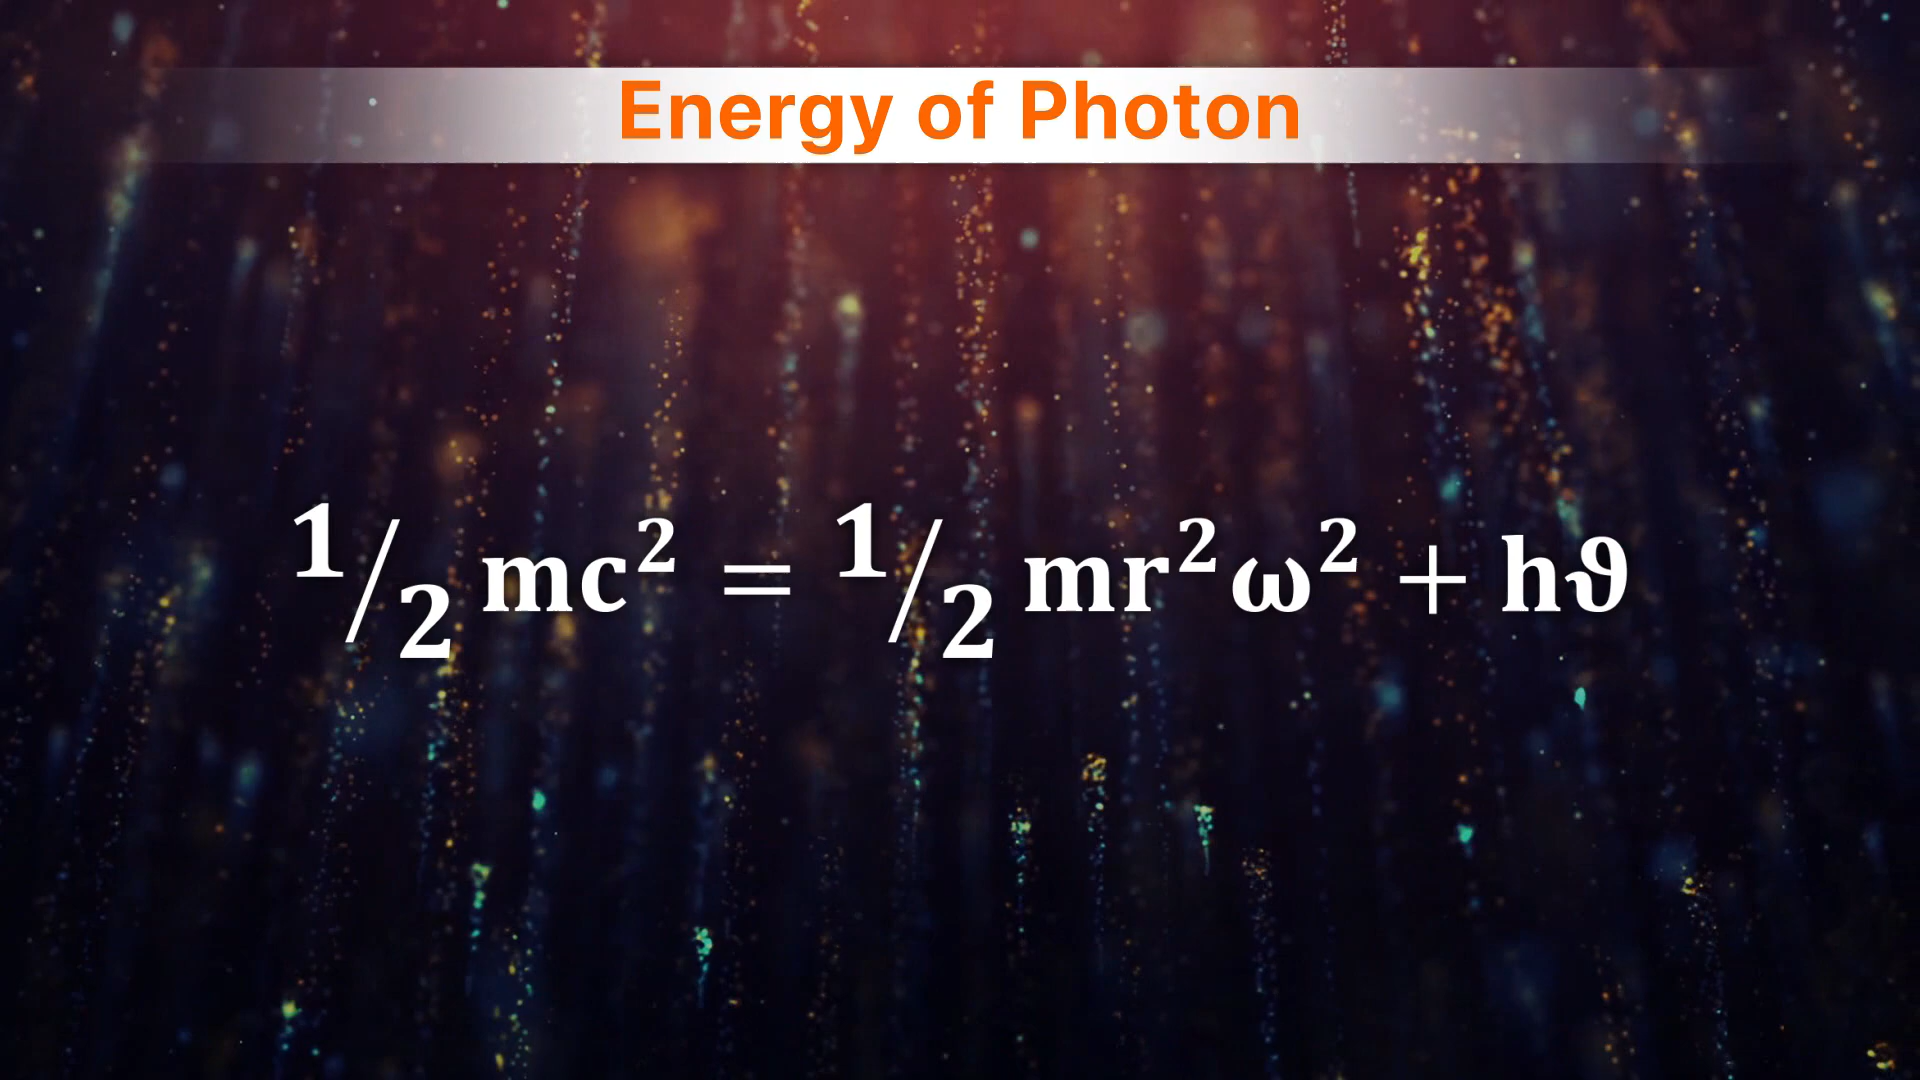 Energy of Photon
½ mc² = ½ mr²ω² + hϑ